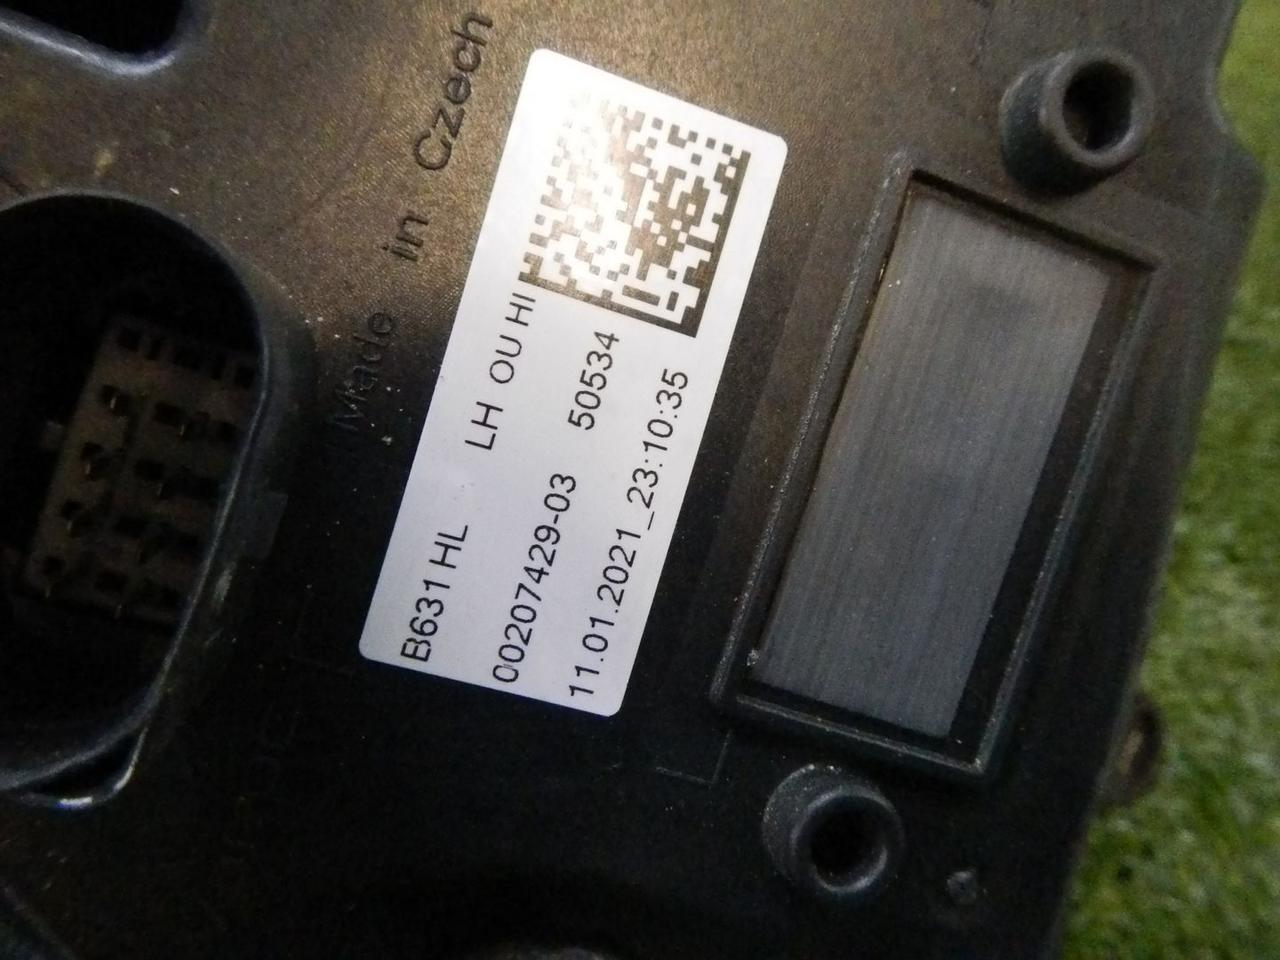 Made in Czech
B631 HL LH OU HI
00207429-03 50534
11.01.2021_23:10:35